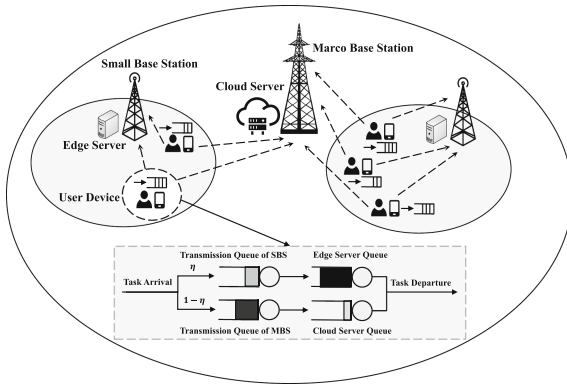 Marco Base Station
Small Base Station
Cloud Server
Edge Server
User Device
Transmission Queue of SBS
Edge Server Queue
η
Task Arrival
Task Departure
1 − η
Transmission Queue of MBS
Cloud Server Queue